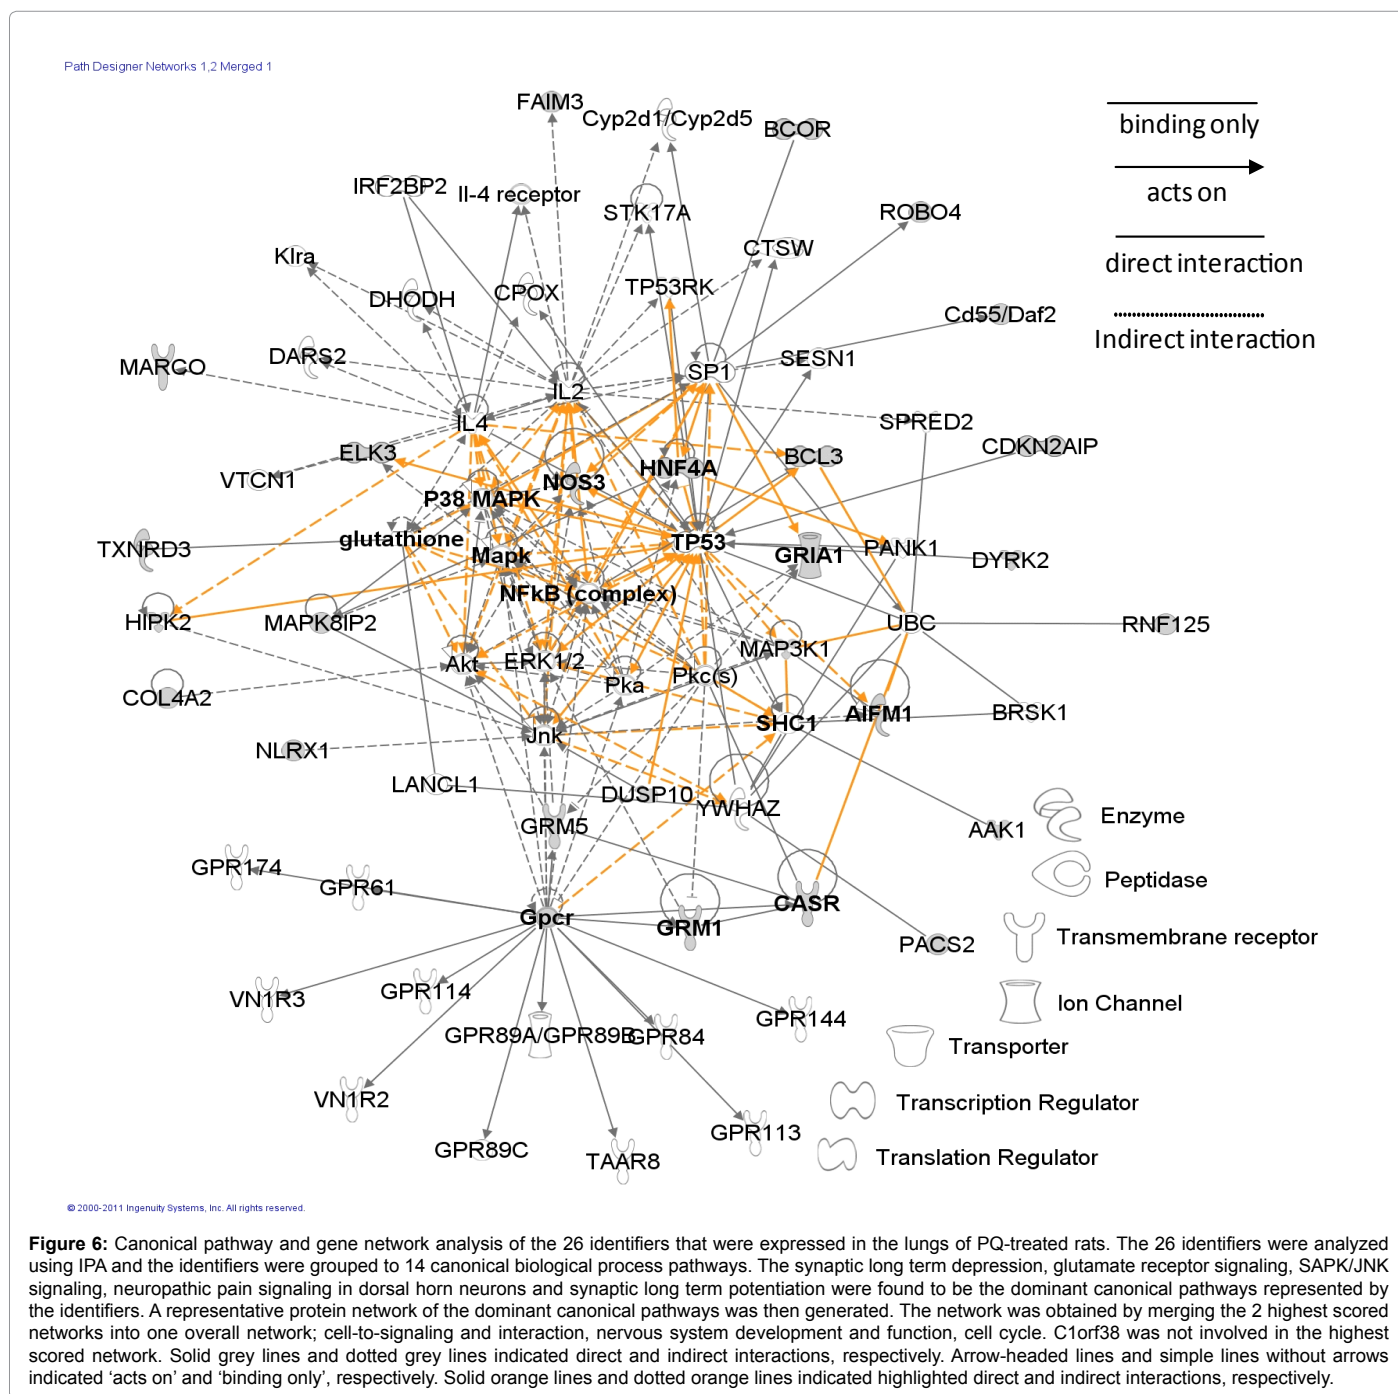 Path Designer Networks 1,2 Merged 1
FAIM3
Cyp2d1/Cyp2d5
BCOR
binding only
acts on
direct interaction
Indirect interaction
IRF2BP2
Il-4 receptor
STK17A
ROBO4
CTSW
Klra
DHODH
CPOX
TP53RK
Cd55/Daf2
MARCO
DARS2
IL2
SP1
SESN1
IL4
SPRED2
ELK3
BCL3
CDKN2AIP
VTCN1
P38 MAPK
NOS3
HNF4A
glutathione
TP53
TXNRD3
Mapk
GRIA1
PANK1
DYRK2
NFkB (complex)
HIPK2
MAPK8IP2
UBC
RNF125
Akt
ERK1/2
MAP3K1
Pka
Pkc(s)
COL4A2
SHC1
AIFM1
BRSK1
Jnk
NLRX1
LANCL1
DUSP10
YWHAZ
GRM5
AAK1
Enzyme
GPR174
GPR61
Peptidase
Gpcr
GRM1
CASR
PACS2
Transmembrane receptor
VN1R3
GPR114
Ion Channel
GPR89A/GPR89B
GPR84
GPR144
Transporter
VN1R2
Transcription Regulator
GPR89C
TAAR8
GPR113
Translation Regulator
© 2000-2011 Ingenuity Systems, Inc. All rights reserved.
Figure 6: Canonical pathway and gene network analysis of the 26 identifiers that were expressed in the lungs of PQ-treated rats. The 26 identifiers were analyzed
using IPA and the identifiers were grouped to 14 canonical biological process pathways. The synaptic long term depression, glutamate receptor signaling, SAPK/JNK
signaling, neuropathic pain signaling in dorsal horn neurons and synaptic long term potentiation were found to be the dominant canonical pathways represented by
the identifiers. A representative protein network of the dominant canonical pathways was then generated. The network was obtained by merging the 2 highest scored
networks into one overall network; cell-to-signaling and interaction, nervous system development and function, cell cycle. C1orf38 was not involved in the highest
scored network. Solid grey lines and dotted grey lines indicated direct and indirect interactions, respectively. Arrow-headed lines and simple lines without arrows
indicated 'acts on' and 'binding only', respectively. Solid orange lines and dotted orange lines indicated highlighted direct and indirect interactions, respectively.